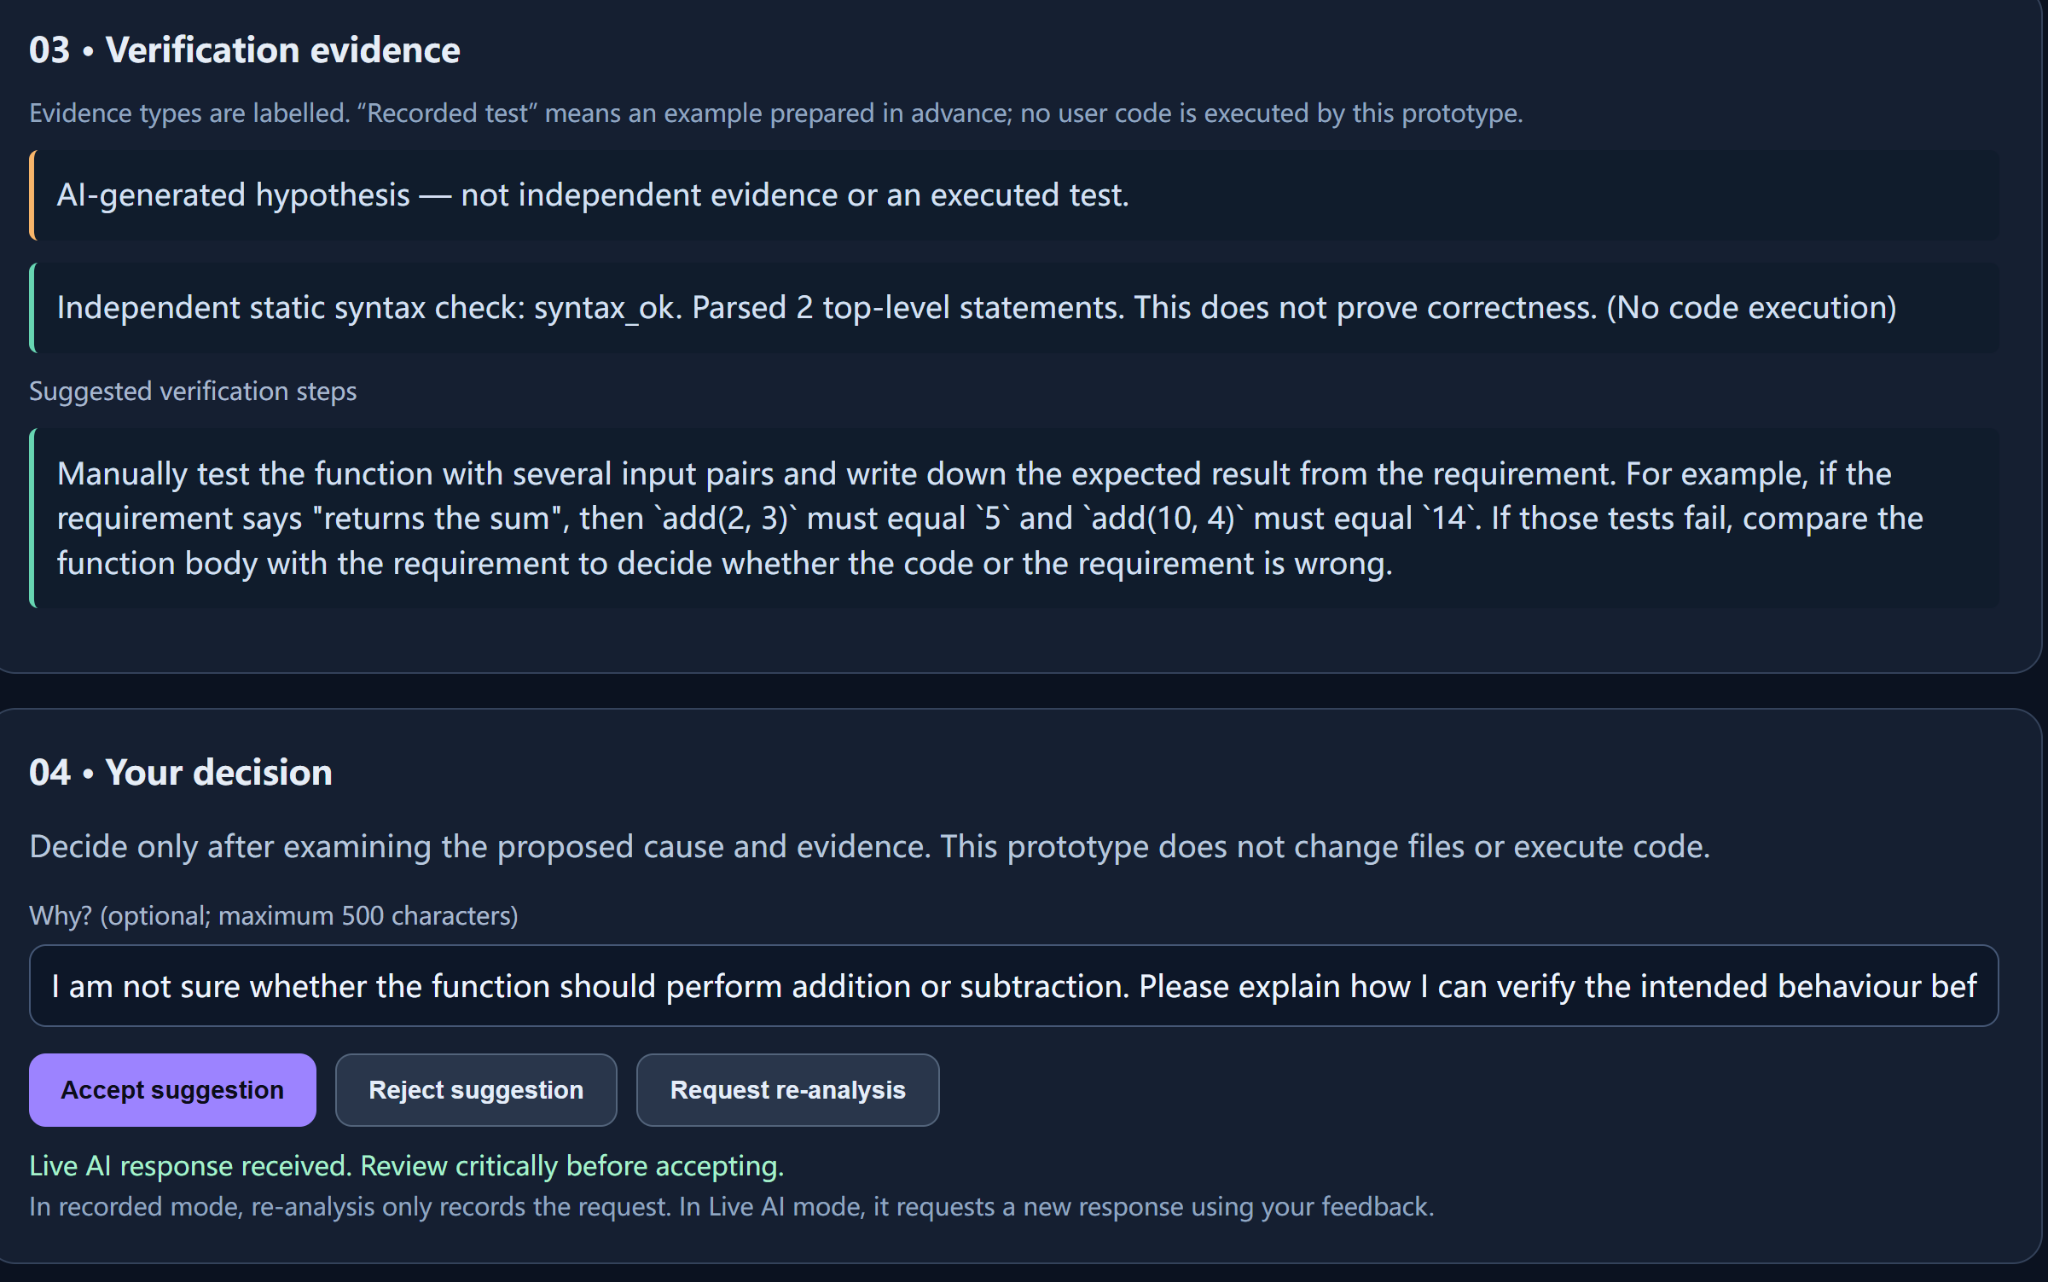 03 • Verification evidence
Evidence types are labelled. “Recorded test” means an example prepared in advance; no user code is executed by this prototype.
AI-generated hypothesis — not independent evidence or an executed test.
Independent static syntax check: syntax_ok. Parsed 2 top-level statements. This does not prove correctness. (No code execution)
Suggested verification steps
Manually test the function with several input pairs and write down the expected result from the requirement. For example, if the
requirement says "returns the sum", then `add(2, 3)` must equal `5` and `add(10, 4)` must equal `14`. If those tests fail, compare the
function body with the requirement to decide whether the code or the requirement is wrong.
04 • Your decision
Decide only after examining the proposed cause and evidence. This prototype does not change files or execute code.
Why? (optional; maximum 500 characters)
I am not sure whether the function should perform addition or subtraction. Please explain how I can verify the intended behaviour bef
Accept suggestion
Reject suggestion
Request re-analysis
Live AI response received. Review critically before accepting.
In recorded mode, re-analysis only records the request. In Live AI mode, it requests a new response using your feedback.